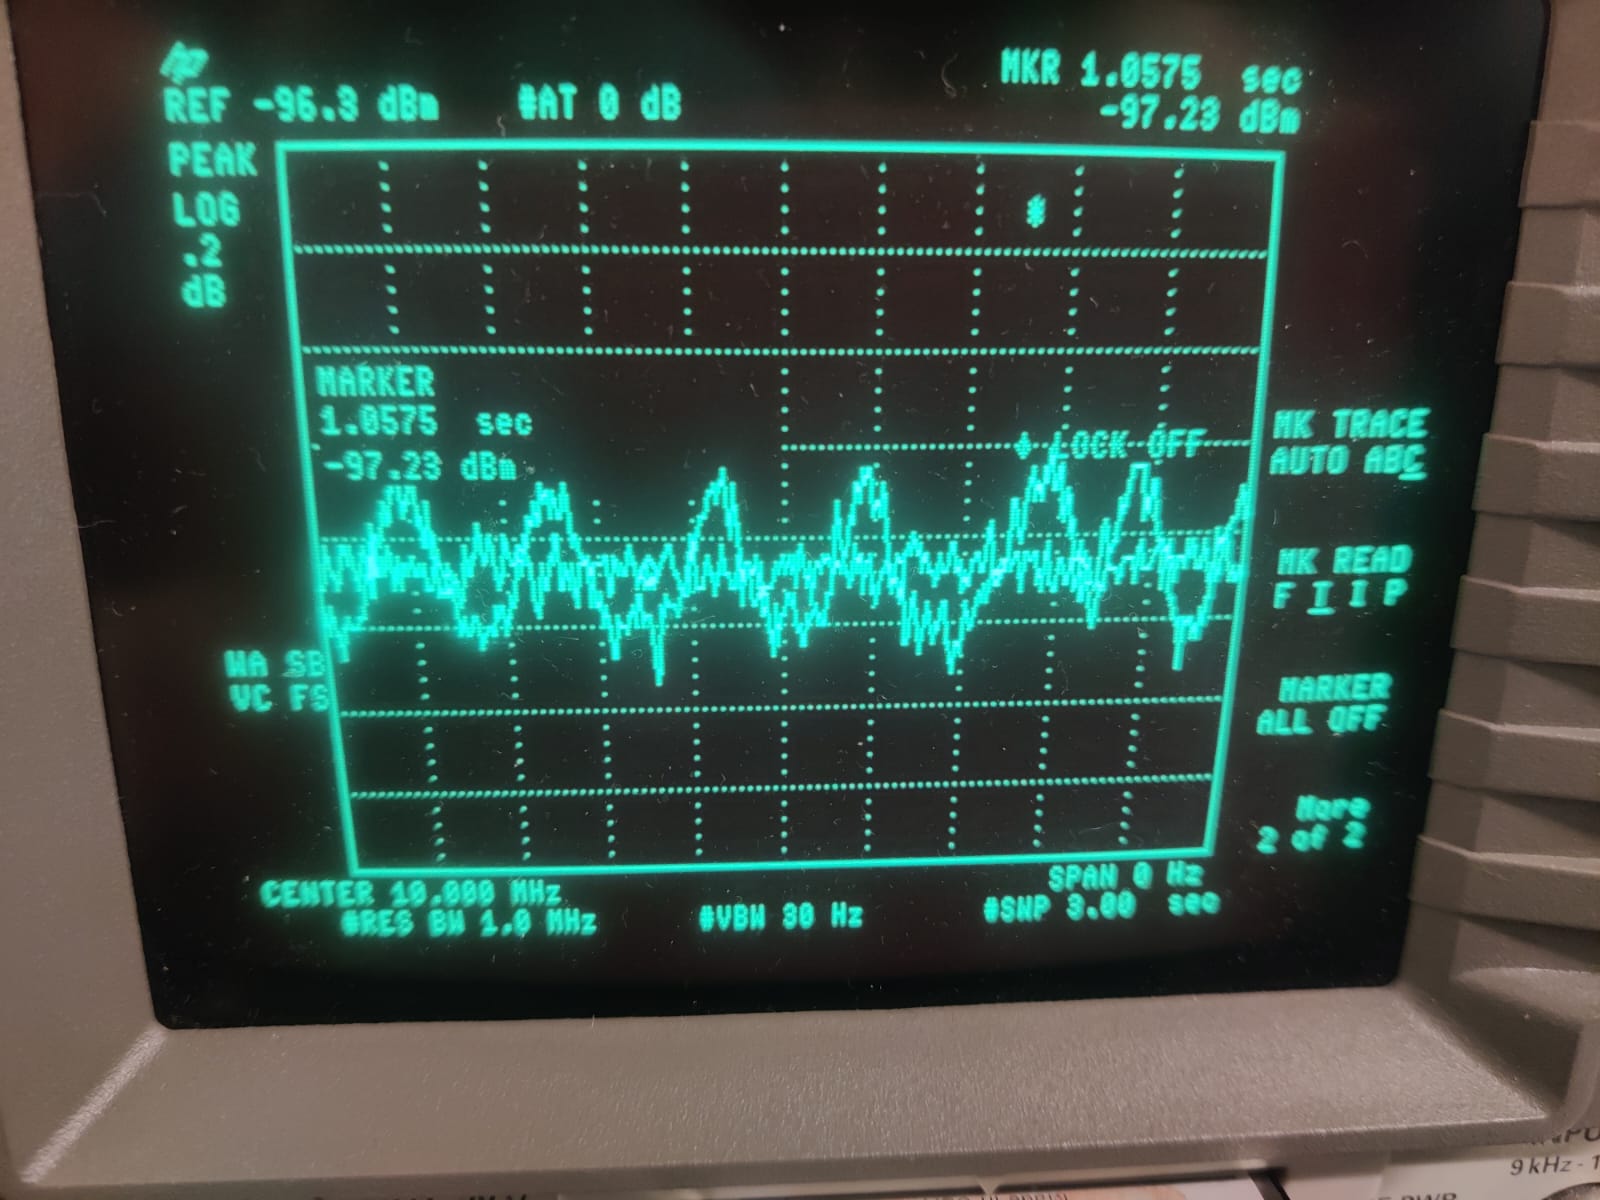 hp
REF -96.3 dBm #AT 0 dB
MKR 1.0575 sec
-97.23 dBm
PEAK
LOG
.2
dB
MARKER
1.0575 sec
-97.23 dBm
LOCK OFF
MK TRACE
AUTO ABC
MK READ
F T I P
MARKER
ALL OFF
More
2 of 2
WA SB
VC FS
CENTER 10.000 MHz
SPAN 0 Hz
#RES BW 1.0 MHz #VBW 30 Hz #SWP 3.00 sec
9 kHz - 1